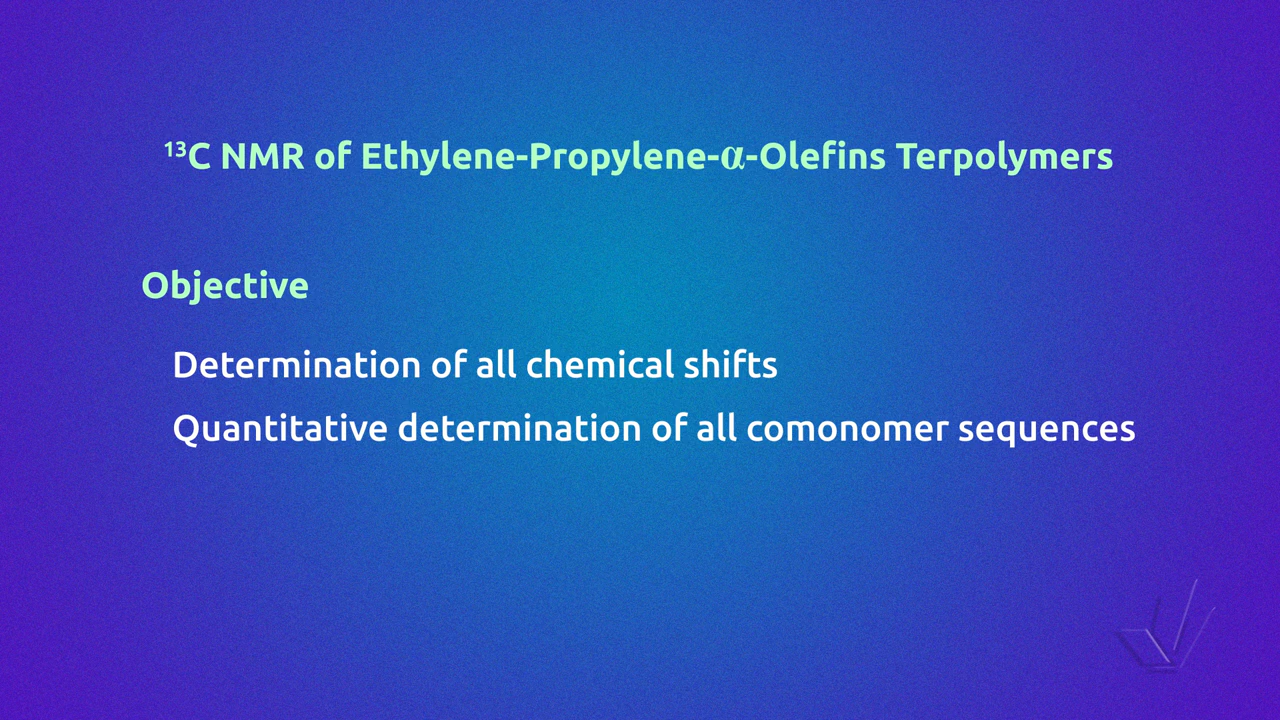 ¹³C NMR of Ethylene-Propylene-α-Olefins Terpolymers
Objective
Determination of all chemical shifts
Quantitative determination of all comonomer sequences